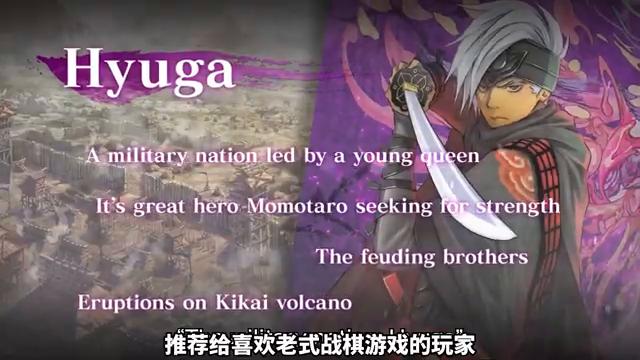 Hyuga
A military nation led by a young queen
It's great hero Momotaro seeking for strength
The feuding brothers
Eruptions on Kikai volcano
推荐给喜欢老式战棋游戏的玩家